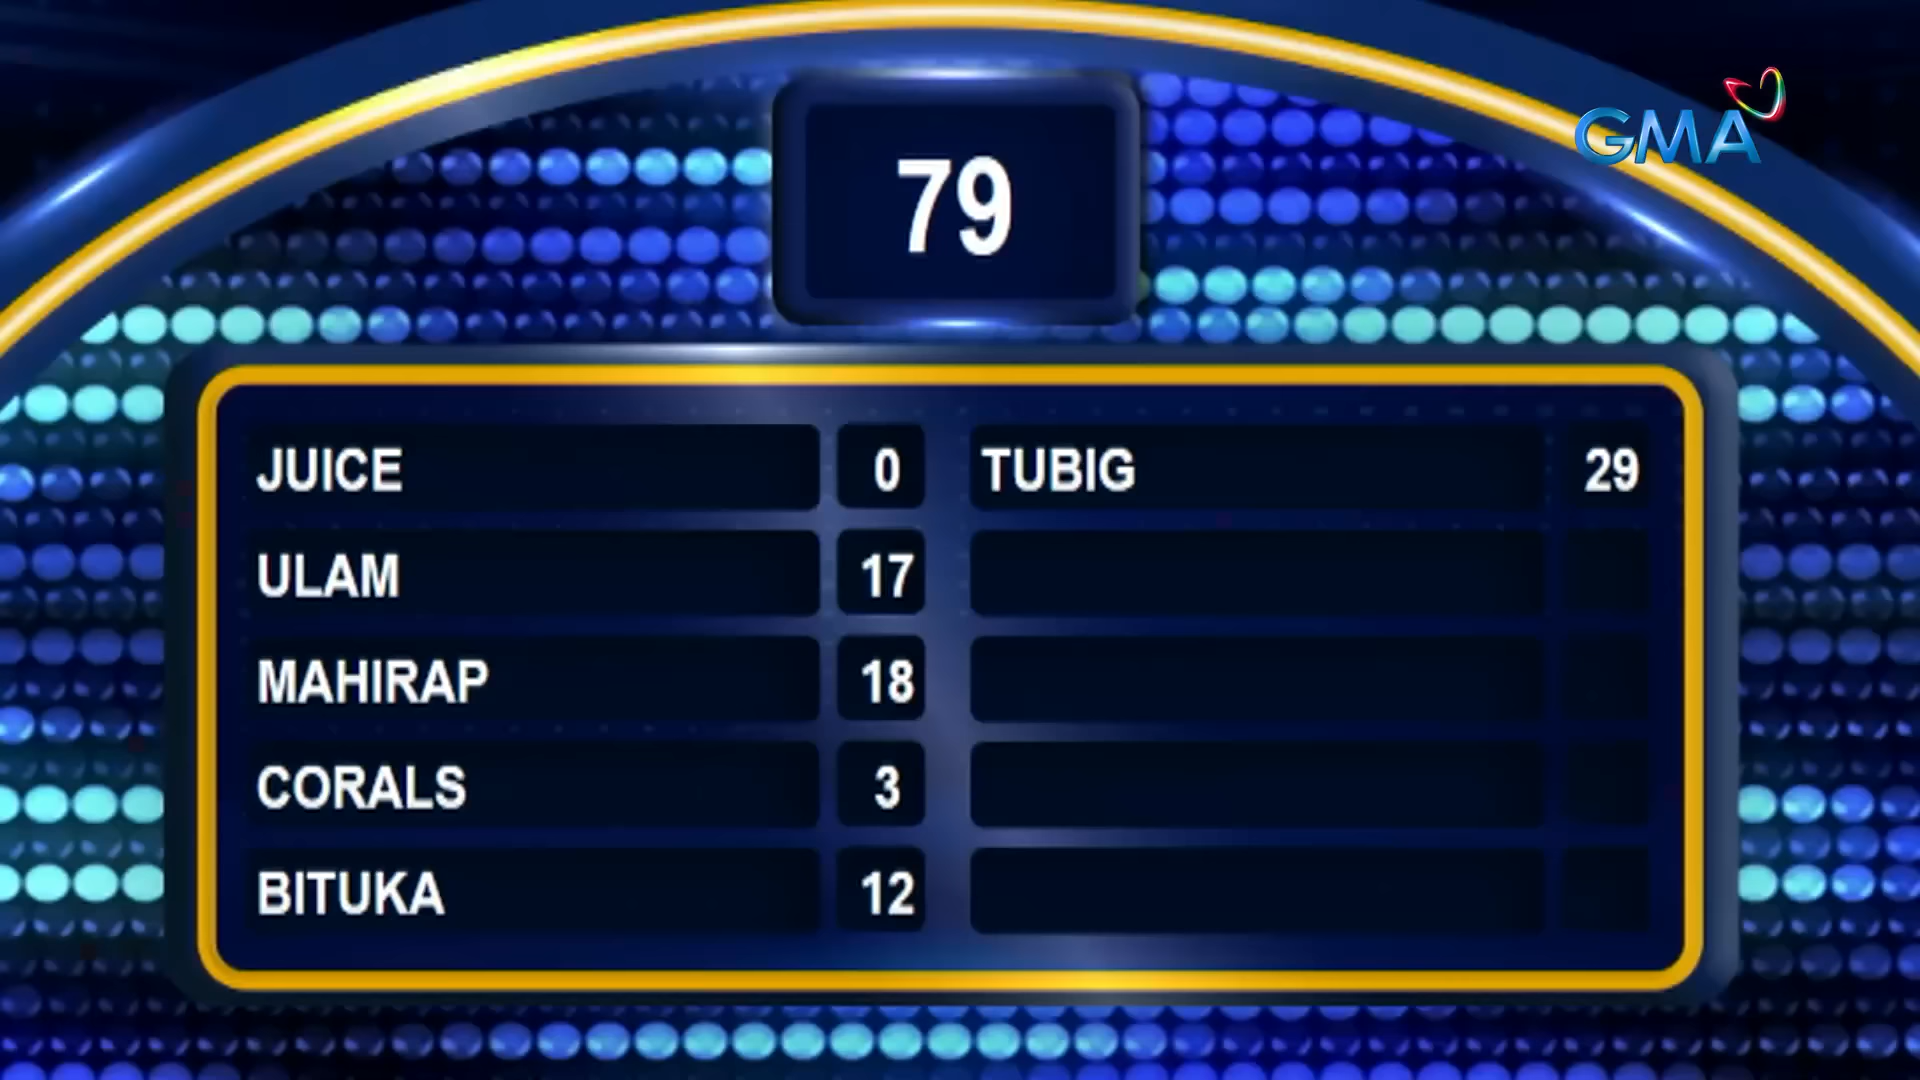 GMA
79
JUICE 0 TUBIG 29
ULAM 17
MAHIRAP 18
CORALS 3
BITUKA 12